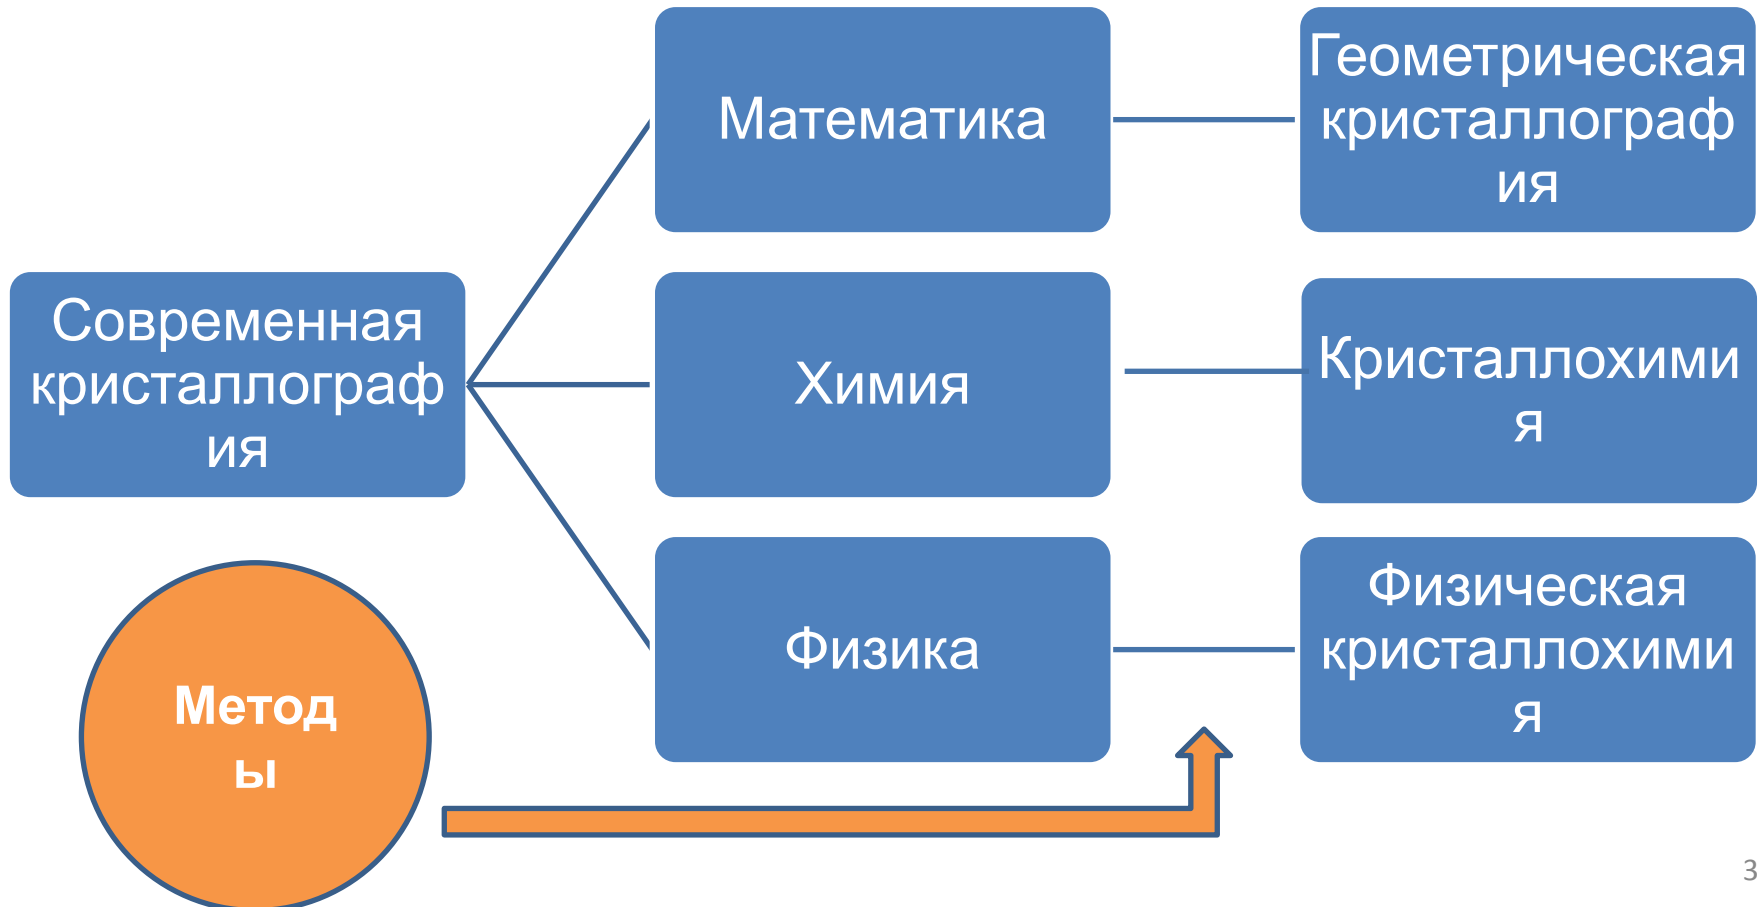 Математика
Геометрическая
кристаллограф
ия
Современная
кристаллограф
ия
Химия
Кристаллохими
я
Физика
Физическая
кристаллохими
я
Метод
ы
3